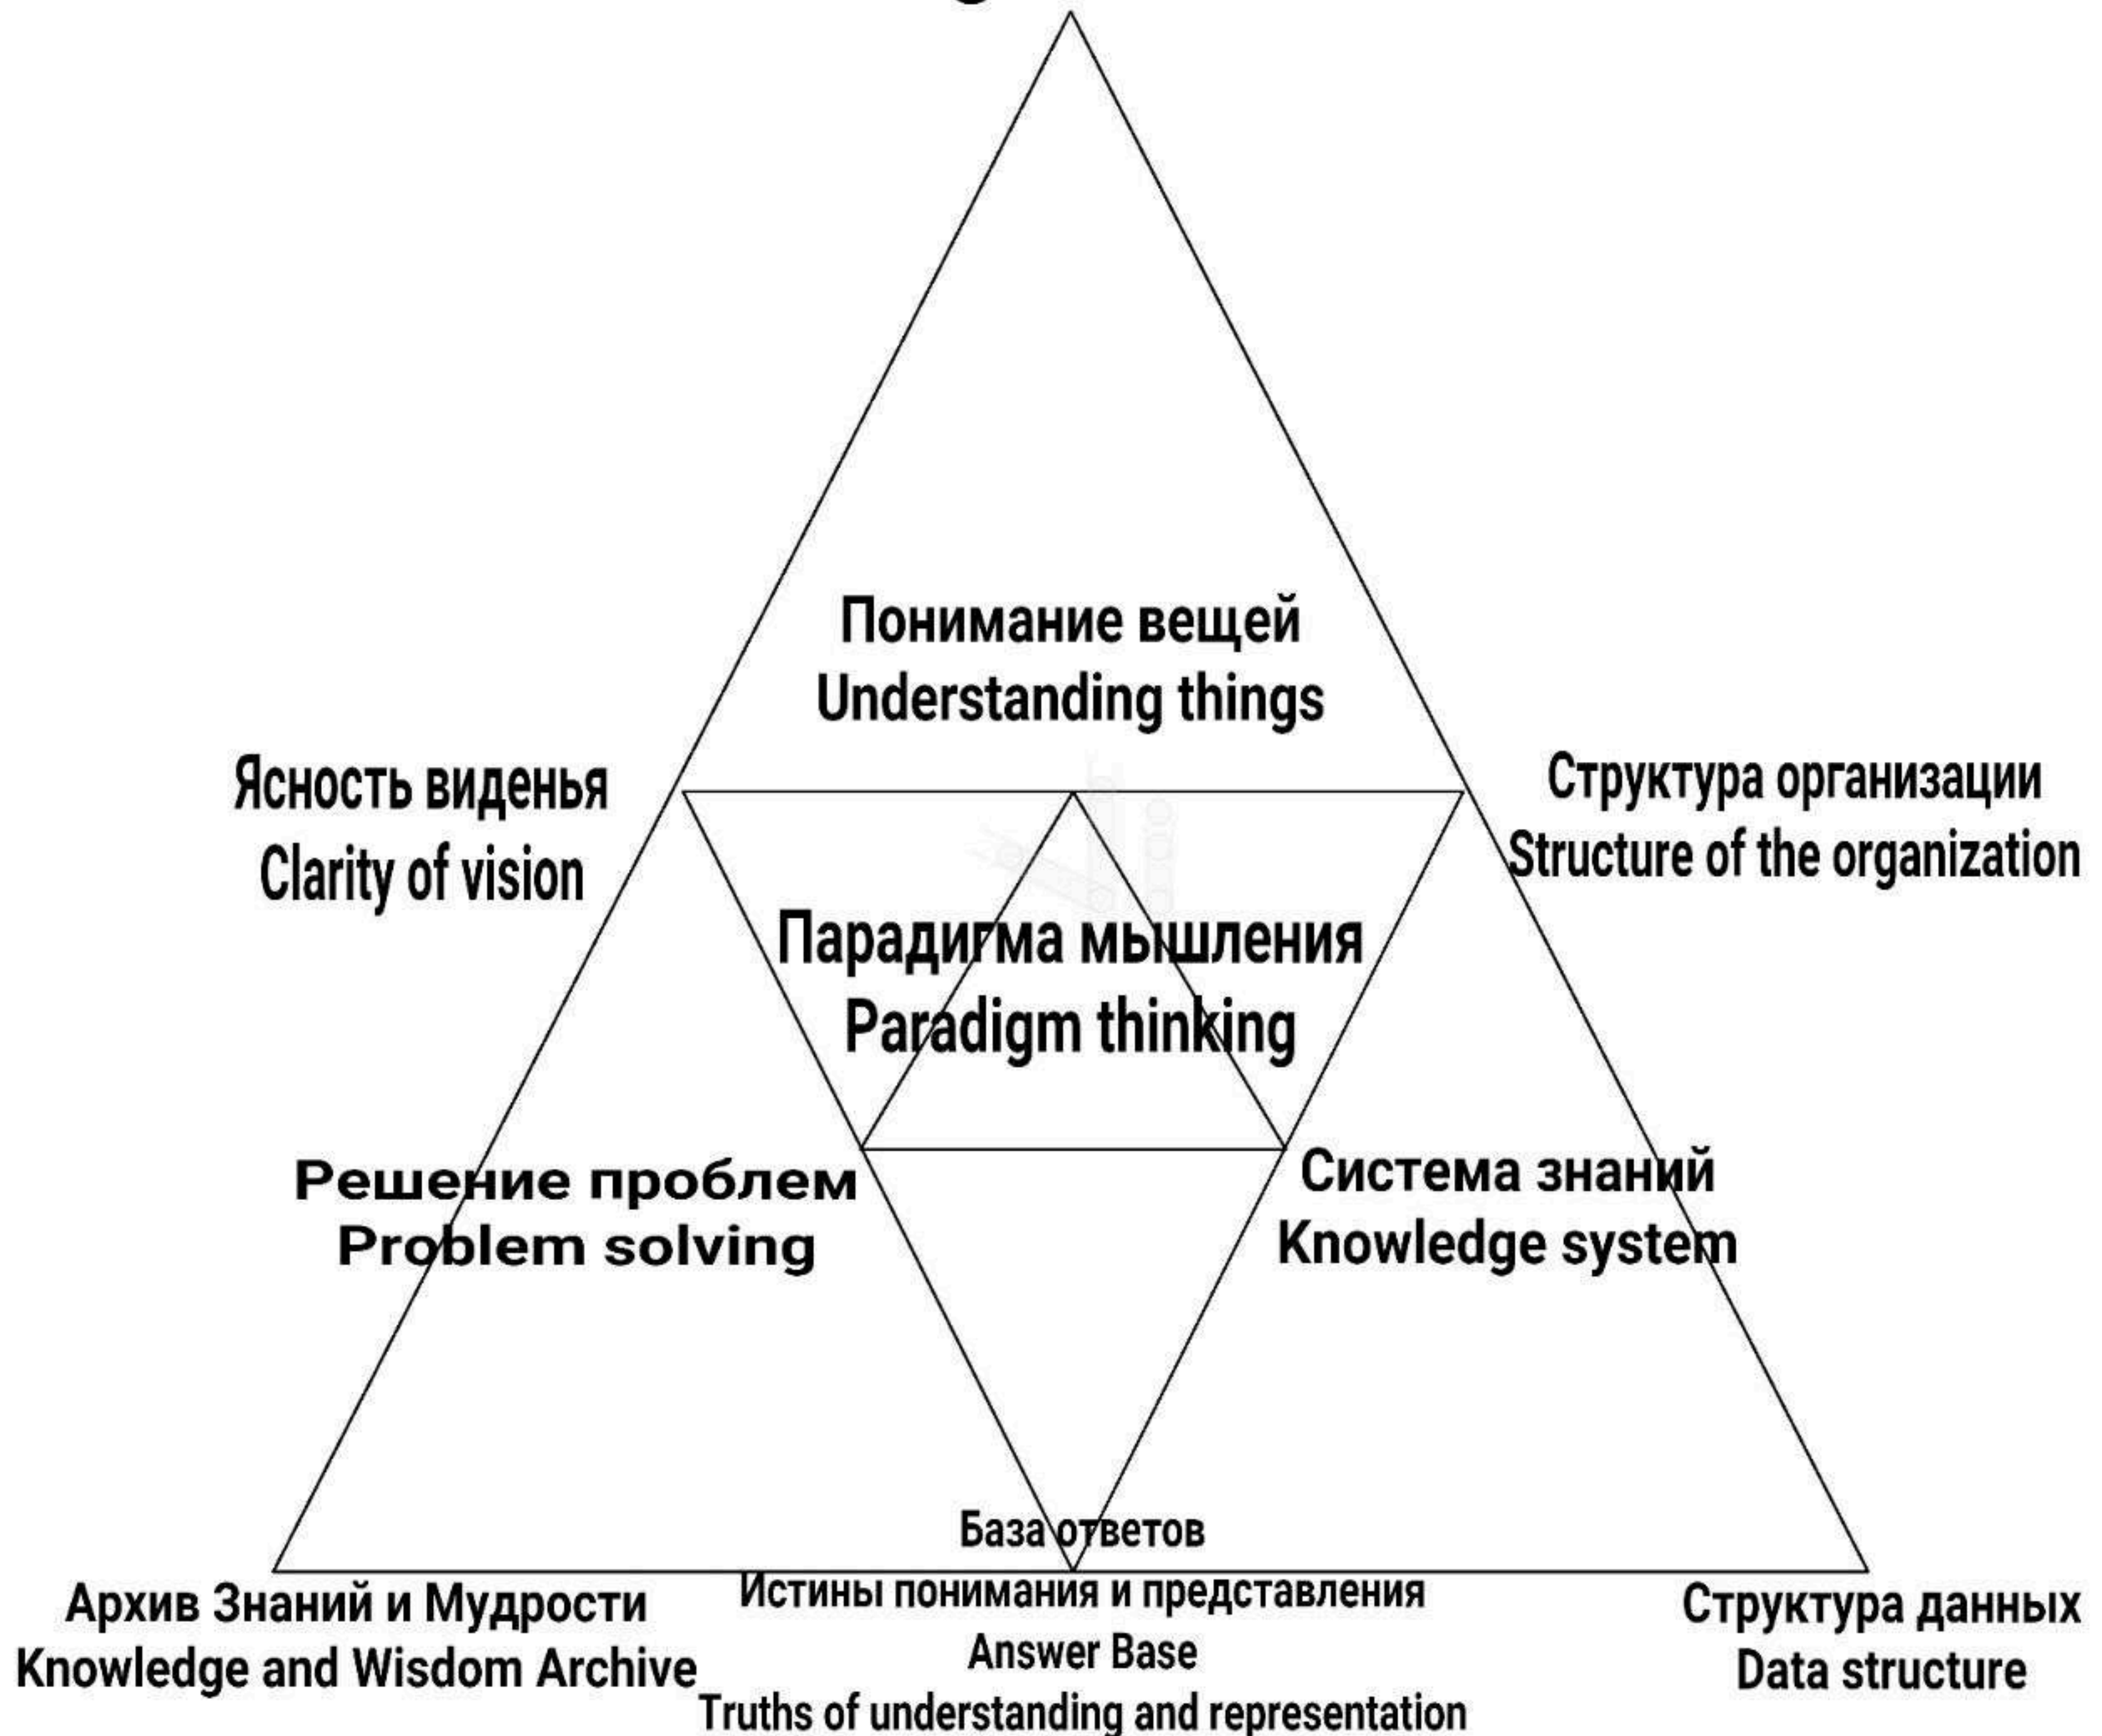 Понимание вещей
Understanding things
Ясность виденья
Clarity of vision
Структура организации
Structure of the organization
Парадигма мышления
Paradigm thinking
Решение проблем
Problem solving
Система знаний
Knowledge system
База ответов
Истины понимания и представления
Answer Base
Truths of understanding and representation
Архив Знаний и Мудрости
Knowledge and Wisdom Archive
Структура данных
Data structure